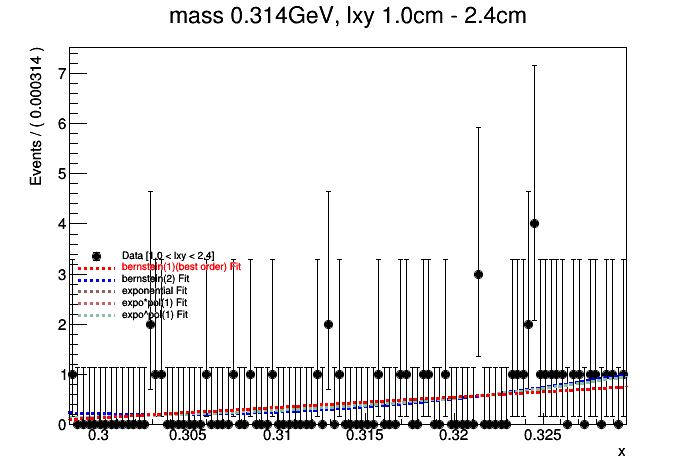 mass 0.314GeV, lxy 1.0cm - 2.4cm
Events / ( 0.000314 )
7
6
5
4
3
2
1
0
Data [1.0 < lxy < 2.4]
bernstein(1)(best order) Fit
bernstein(2) Fit
exponential Fit
expo*pol(1) Fit
expo^pol(1) Fit
0.3 0.305 0.31 0.315 0.32 0.325
x